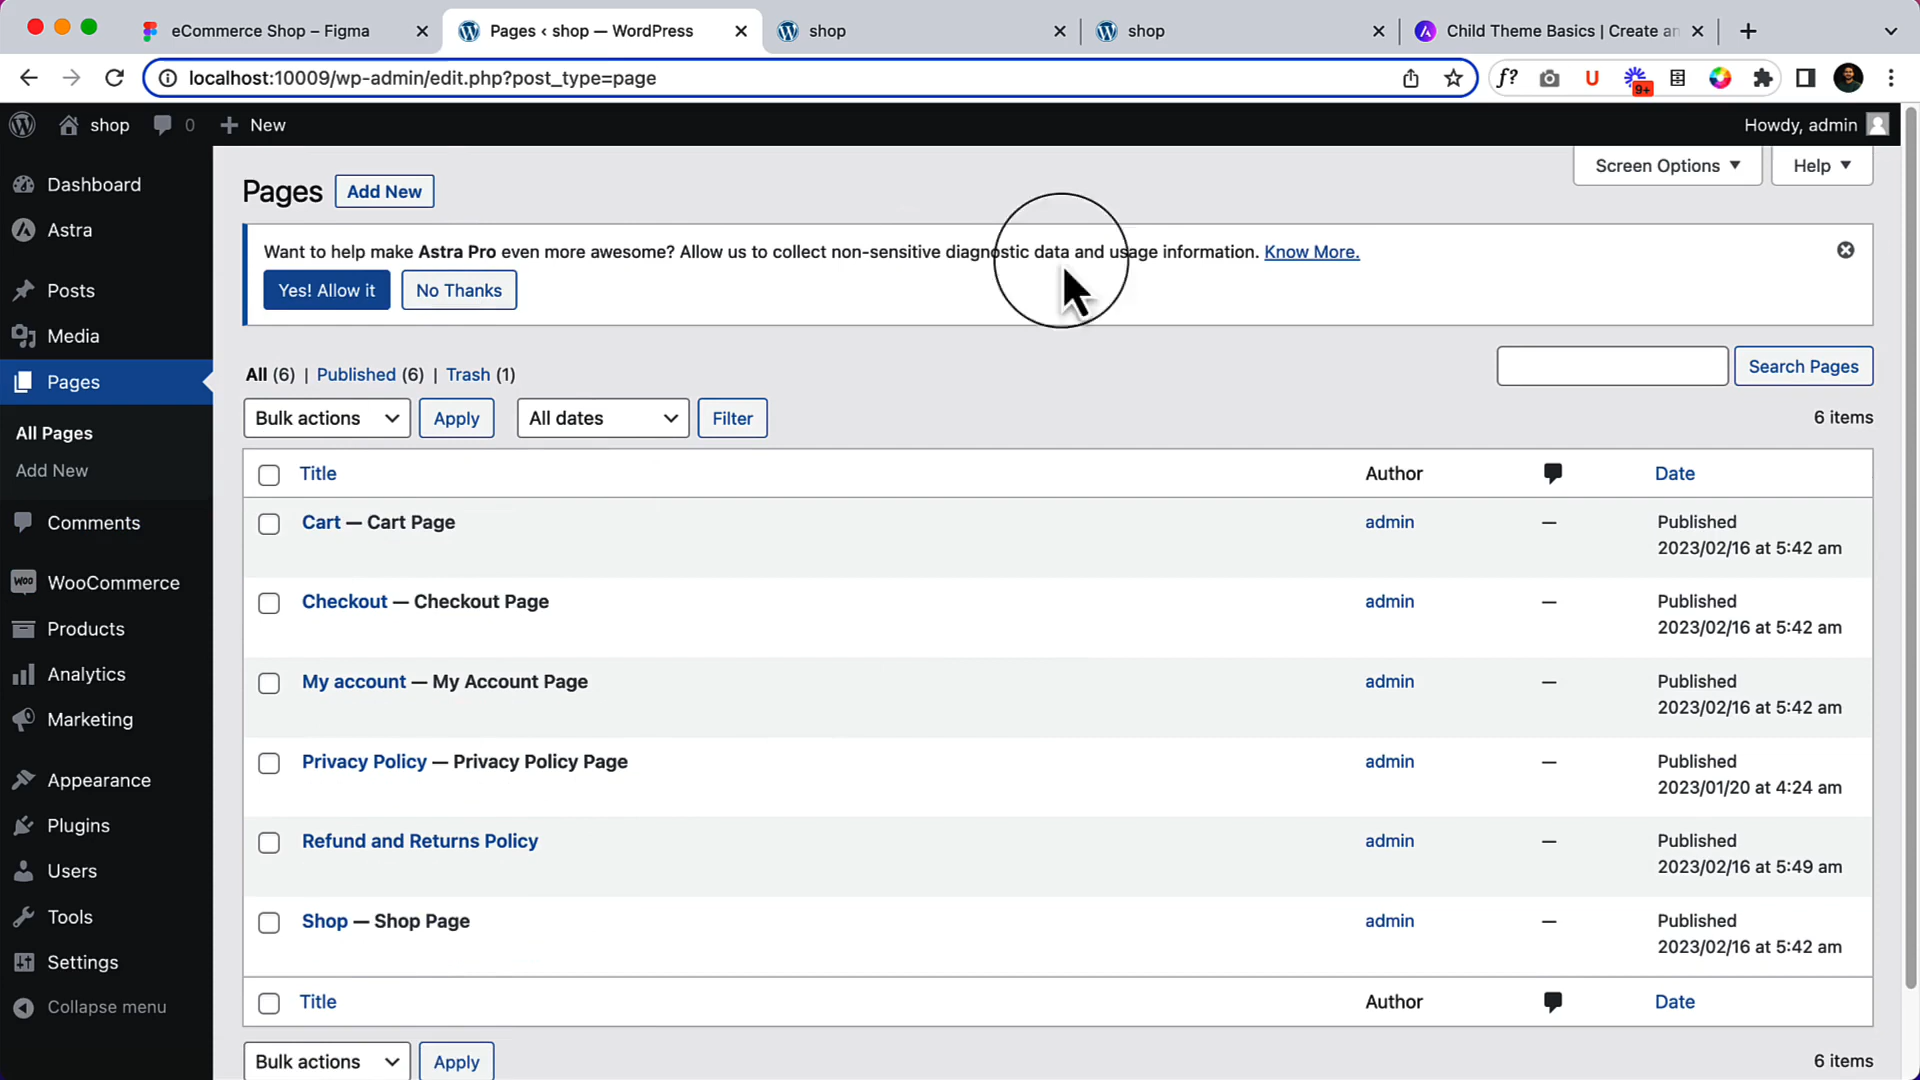 eCommerce Shop – Figma
Pages ‹ shop — WordPress
shop
shop
Child Theme Basics | Create an
localhost:10009/wp-admin/edit.php?post_type=page
f?
U
9+
shop
0
New
Howdy, admin
Dashboard
Astra
Posts
Media
Pages
All Pages
Add New
Comments
WooCommerce
Products
Analytics
Marketing
Appearance
Plugins
Users
Tools
Settings
Collapse menu
Screen Options
Help
Pages
Add New
Want to help make Astra Pro even more awesome? Allow us to collect non-sensitive diagnostic data and usage information. Know More.
Yes! Allow it
No Thanks
All (6) | Published (6) | Trash (1)
Search Pages
Bulk actions
Apply
All dates
Filter
6 items
Title
Author
Date
Cart — Cart Page
admin
—
Published
2023/02/16 at 5:42 am
Checkout — Checkout Page
admin
—
Published
2023/02/16 at 5:42 am
My account — My Account Page
admin
—
Published
2023/02/16 at 5:42 am
Privacy Policy — Privacy Policy Page
admin
—
Published
2023/01/20 at 4:24 am
Refund and Returns Policy
admin
—
Published
2023/02/16 at 5:49 am
Shop — Shop Page
admin
—
Published
2023/02/16 at 5:42 am
Title
Author
Date
Bulk actions
Apply
6 items